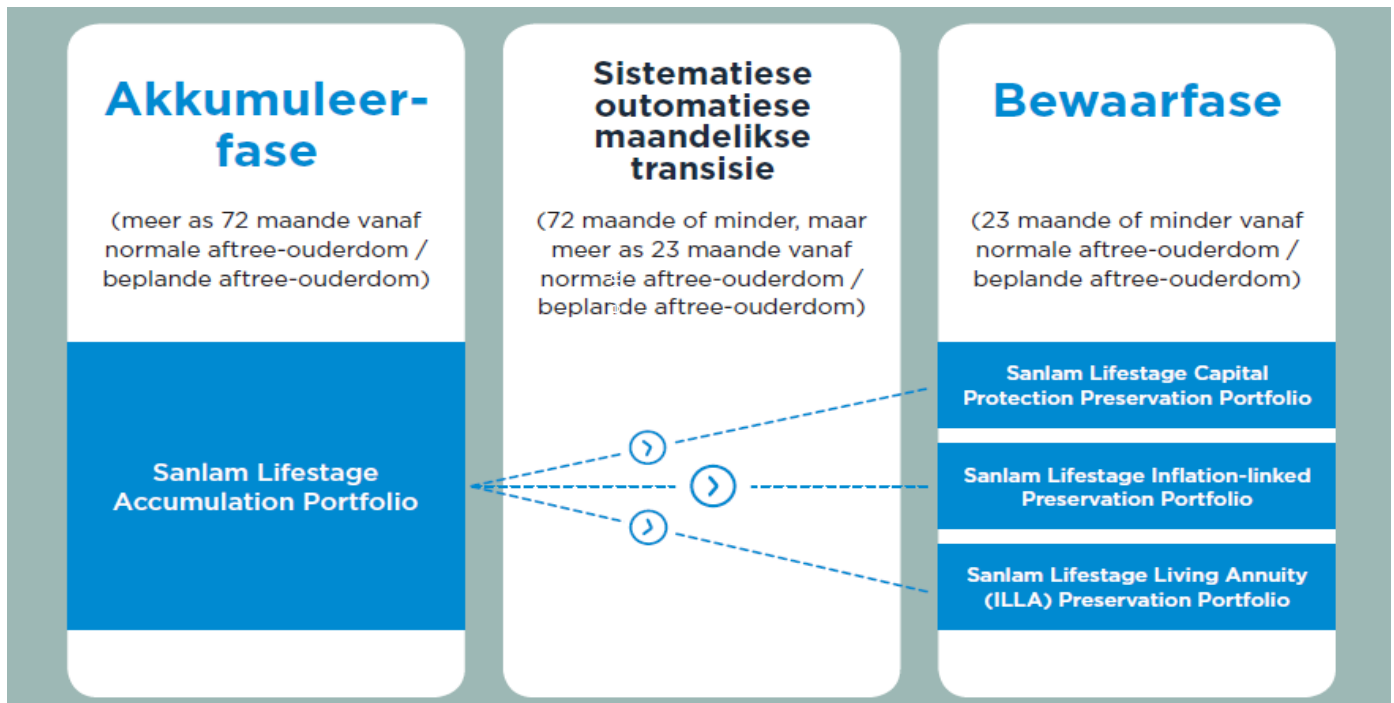 Akkumuleer-
fase
(meer as 72 maande vanaf
normale aftree-ouderdom /
beplande aftree-ouderdom)
Sanlam Lifestage
Accumulation Portfolio
Sistematiese
outomatiese
maandelikse
transisie
(72 maande of minder, maar
meer as 23 maande vanaf
normale aftree-ouderdom /
beplande aftree-ouderdom)
Bewaarfase
(23 maande of minder vanaf
normale aftree-ouderdom /
beplande aftree-ouderdom)
Sanlam Lifestage Capital
Protection Preservation Portfolio
Sanlam Lifestage Inflation-linked
Preservation Portfolio
Sanlam Lifestage Living Annuity
(ILLA) Preservation Portfolio